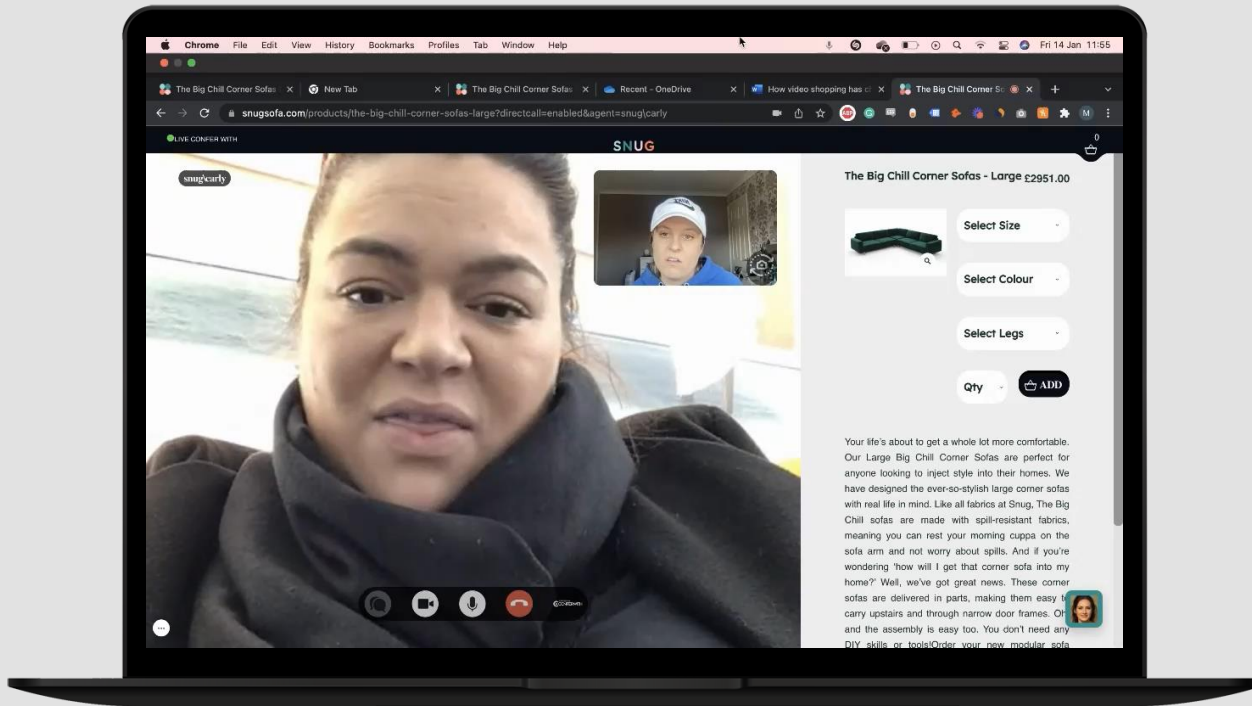 Chrome File Edit View History Bookmarks Profiles Tab Window Help Fri 14 Jan 11:55
The Big Chill Corner Sofas New Tab The Big Chill Corner Sofas Recent - OneDrive How video shopping has c The Big Chill Corner So
snugsofa.com/products/the-big-chill-corner-sofas-large?directcall=enabled&agent=snug\carly ABP M
LIVE CONFER WITH
SNUG
0
snug\carly
The Big Chill Corner Sofas - Large £2951.00
Select Size
Select Colour
Select Legs
Qty ADD
Your life's about to get a whole lot more comfortable.
Our Large Big Chill Corner Sofas are perfect for
anyone looking to inject style into their homes. We
have designed the ever-so-stylish large corner sofas
with real life in mind. Like all fabrics at Snug, The Big
Chill sofas are made with spill-resistant fabrics,
meaning you can rest your morning cuppa on the
sofa arm and not worry about spills. And if you're
wondering 'how will I get that corner sofa into my
home?' Well, we've got great news. These corner
sofas are delivered in parts, making them easy
carry upstairs and through narrow door frames. Oh
and the assembly is easy too. You don't need any
DIY skills or tools!Order your new modular sofa